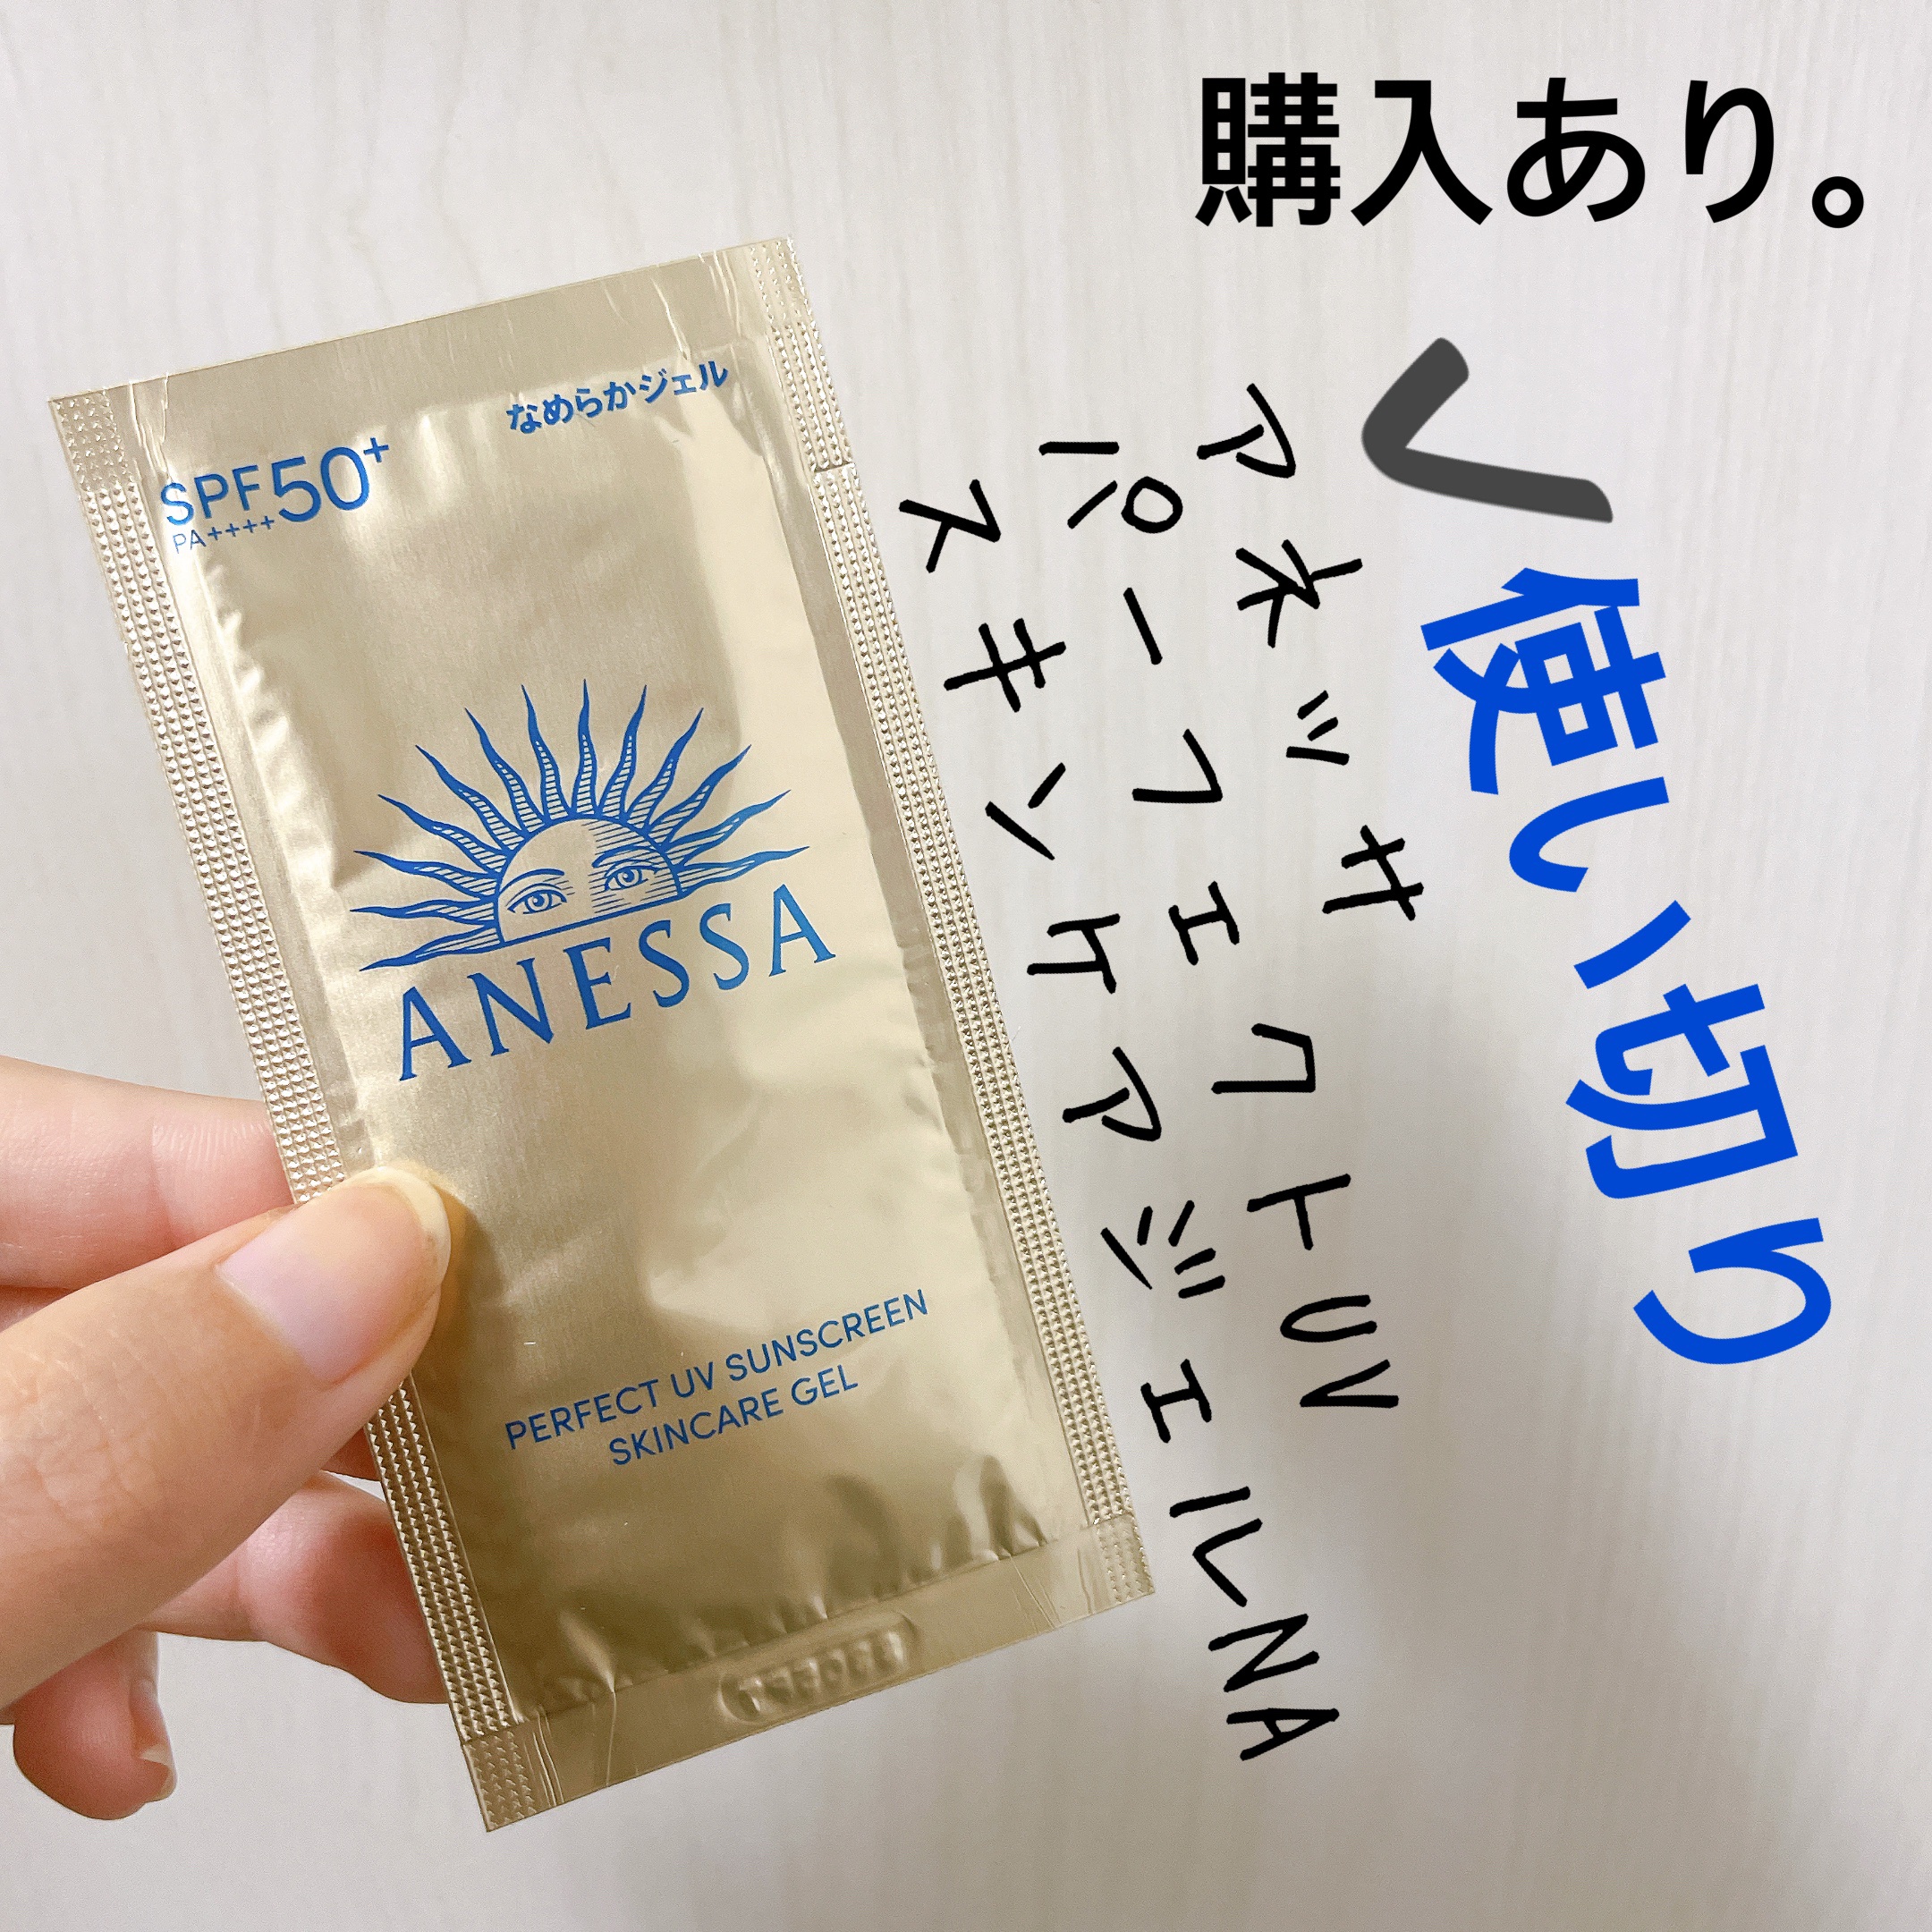 購入あり。
✓使い切り
アネッサ
パーフェクトUV
スキンケアジェルNA
なめらかジェル
SPF50+
PA++++
ANESSA
PERFECT UV SUNSCREEN
SKINCARE GEL